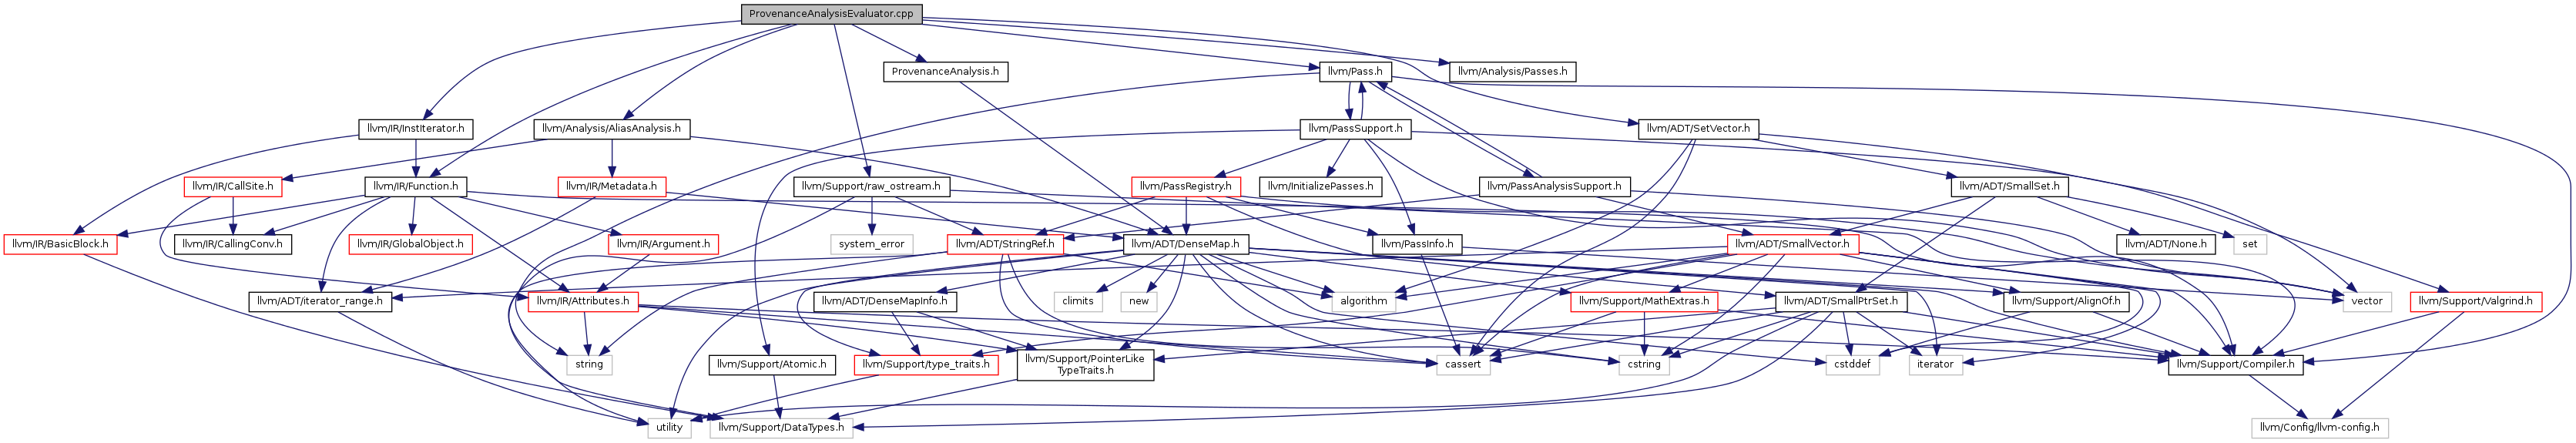 ProvenanceAnalysisEvaluator.cpp
ProvenanceAnalysis.h
llvm/Pass.h
llvm/Analysis/Passes.h
llvm/IR/InstIterator.h
llvm/Analysis/AliasAnalysis.h
llvm/PassSupport.h
llvm/ADT/SetVector.h
llvm/IR/CallSite.h
llvm/IR/Function.h
llvm/IR/Metadata.h
llvm/Support/raw_ostream.h
llvm/PassRegistry.h
llvm/InitializePasses.h
llvm/PassAnalysisSupport.h
llvm/ADT/SmallSet.h
llvm/IR/BasicBlock.h
llvm/IR/CallingConv.h
llvm/IR/GlobalObject.h
llvm/IR/Argument.h
system_error
llvm/ADT/StringRef.h
llvm/ADT/DenseMap.h
llvm/PassInfo.h
llvm/ADT/SmallVector.h
llvm/ADT/None.h
set
llvm/ADT/iterator_range.h
llvm/IR/Attributes.h
llvm/ADT/DenseMapInfo.h
climits
new
algorithm
llvm/Support/MathExtras.h
llvm/ADT/SmallPtrSet.h
llvm/Support/AlignOf.h
vector
llvm/Support/Valgrind.h
string
llvm/Support/Atomic.h
llvm/Support/type_traits.h
llvm/Support/PointerLike
TypeTraits.h
cassert
cstring
cstddef
iterator
llvm/Support/Compiler.h
utility
llvm/Support/DataTypes.h
llvm/Config/llvm-config.h